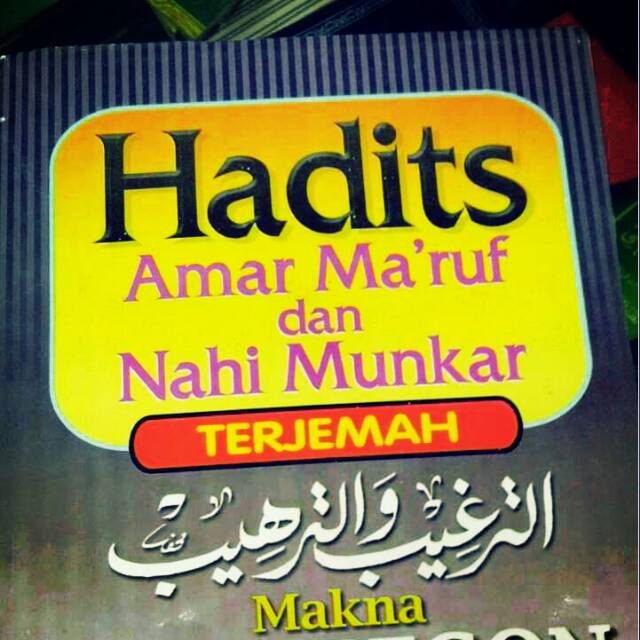 Hadits
Amar Ma'ruf
dan
Nahi Munkar
TERJEMAH
الترغيب والترهيب
Makna